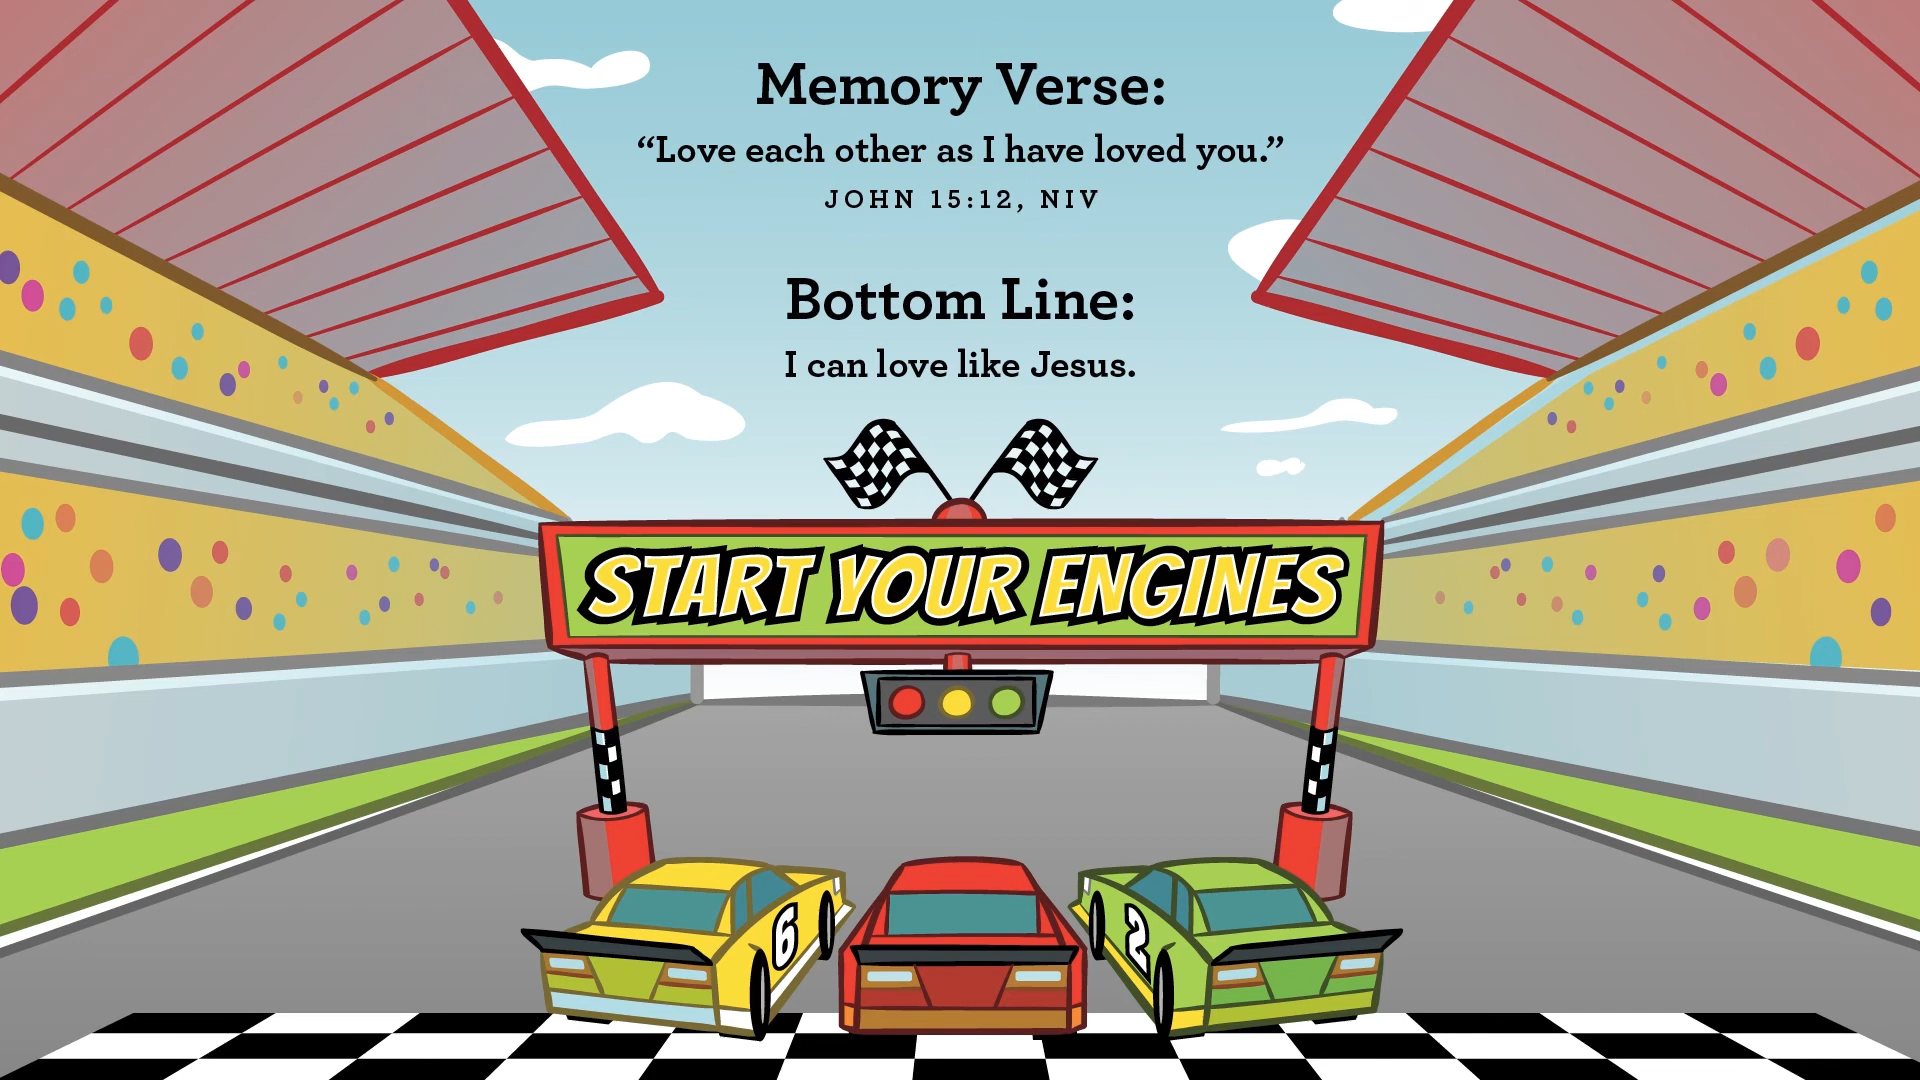 Memory Verse:
“Love each other as I have loved you.”
JOHN 15:12, NIV
Bottom Line:
I can love like Jesus.
START YOUR ENGINES
6
2